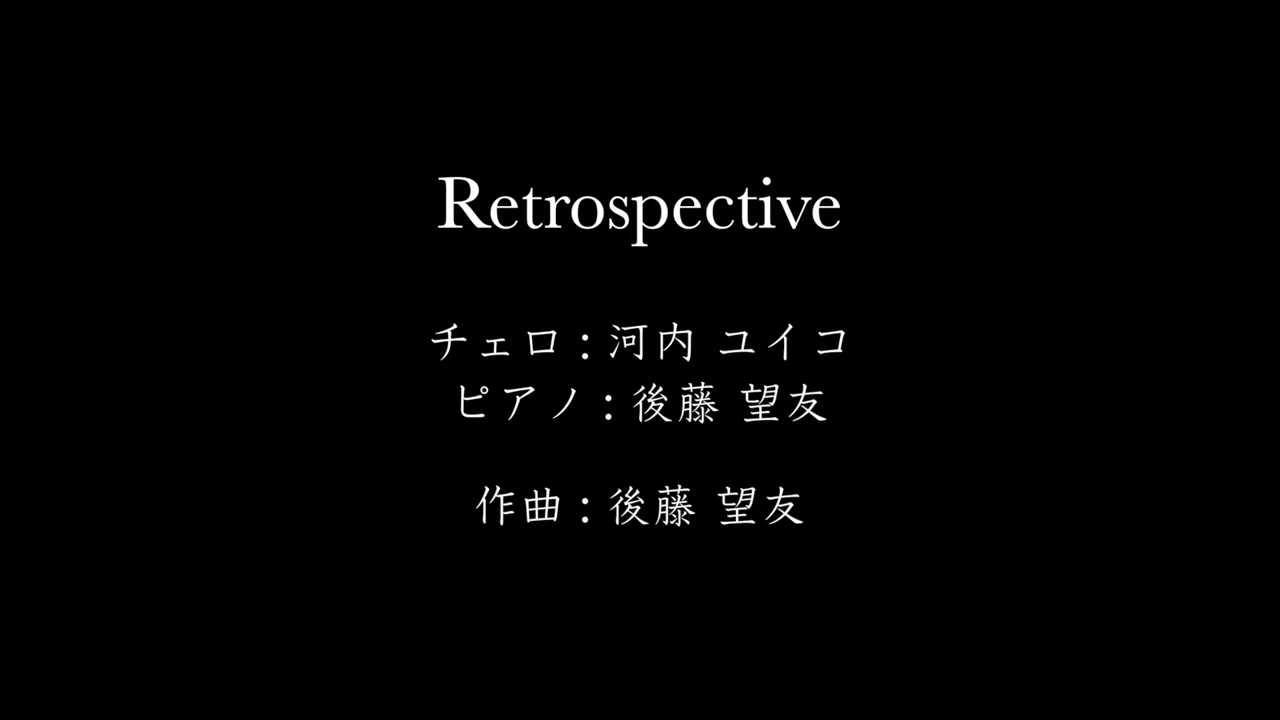 Retrospective
チェロ : 河内 ユイコ
ピアノ : 後藤 望友
作曲 : 後藤 望友